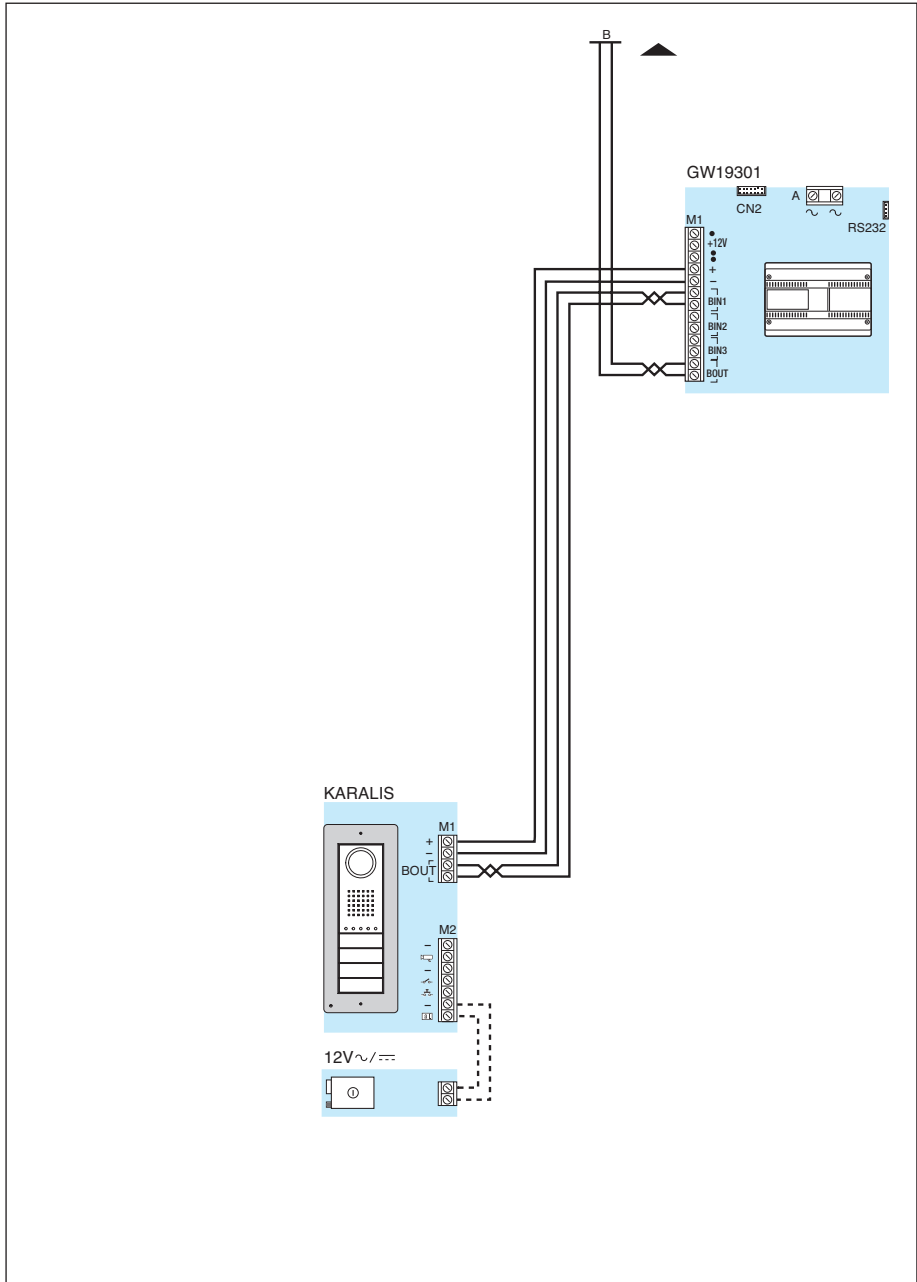 B
GW19301
CN2
A
RS232
M1
+12V
+
–
BIN1
BIN2
BIN3
BOUT
KARALIS
M1
+
–
BOUT
M2
–
–
–
12V